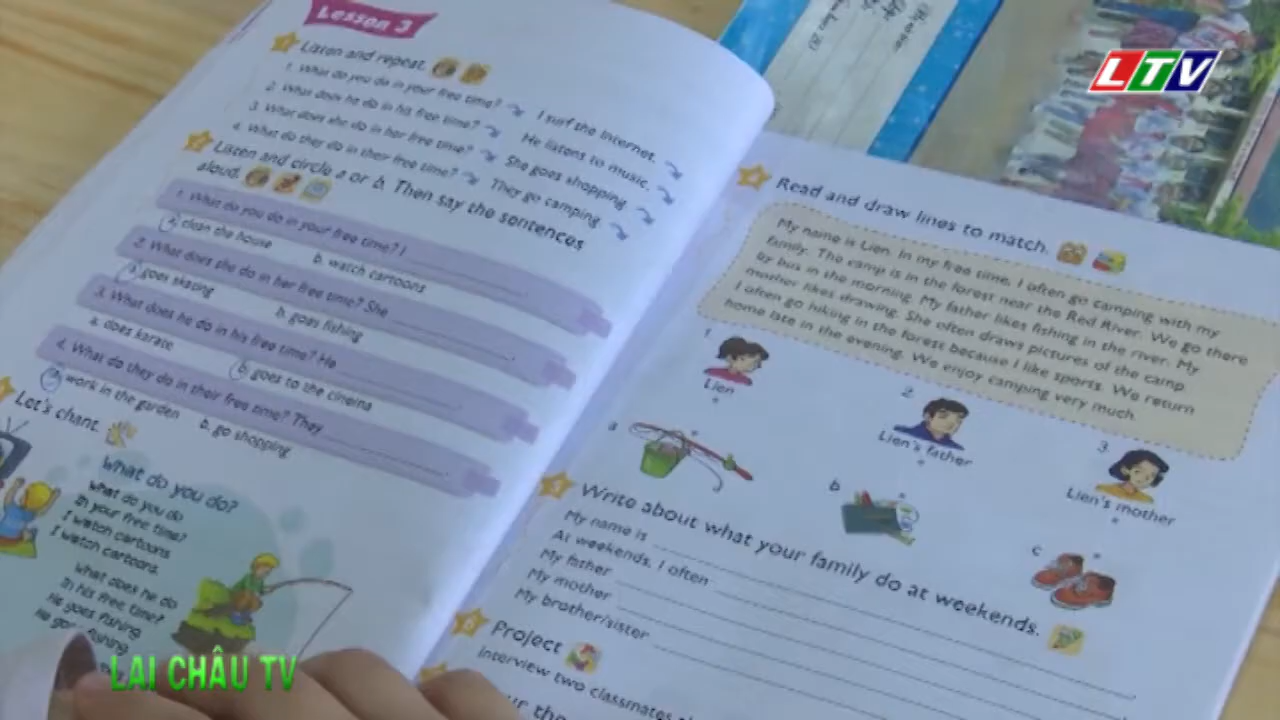 LTV
Lesson 3
Listen and repeat.
1. What do you do in your free time? I surf the Internet.
2. What does he do in his free time? He listens to music.
3. What does she do in her free time? She goes shopping.
4. What do they do in their free time? They go camping.
Listen and circle a or b. Then say the sentences
aloud.
1. What do you do in your free time? I
a. clean the house b. watch cartoons
2. What does she do in her free time? She
a. goes skating b. goes fishing
3. What does he do in his free time? He
a. does karate b. goes to the cinema
4. What do they do in their free time? They
a. work in the garden b. go shopping
Let's chant.
What do you do?
What do you do
In your free time?
I watch cartoons.
I watch cartoons.
What does he do
In his free time?
He goes fishing.
fishing
4 Read and draw lines to match.
My name is Lien. In my free time, I often go camping with my
family. The camp is in the forest near the Red River. We go there
by bus in the morning. My father likes fishing in the river. My
mother likes drawing. She often draws pictures of the camp.
I often go hiking in the forest because I like sports. We return
home late in the evening. We enjoy camping very much.
1.
Lien
2.
Lien's father
3.
Lien's mother
a
b
c
Write about what your family do at weekends.
My name is
At weekends, I often
My father
My mother
My brother/sister
6 Project
Interview two classmates
LAI CHÂU TV